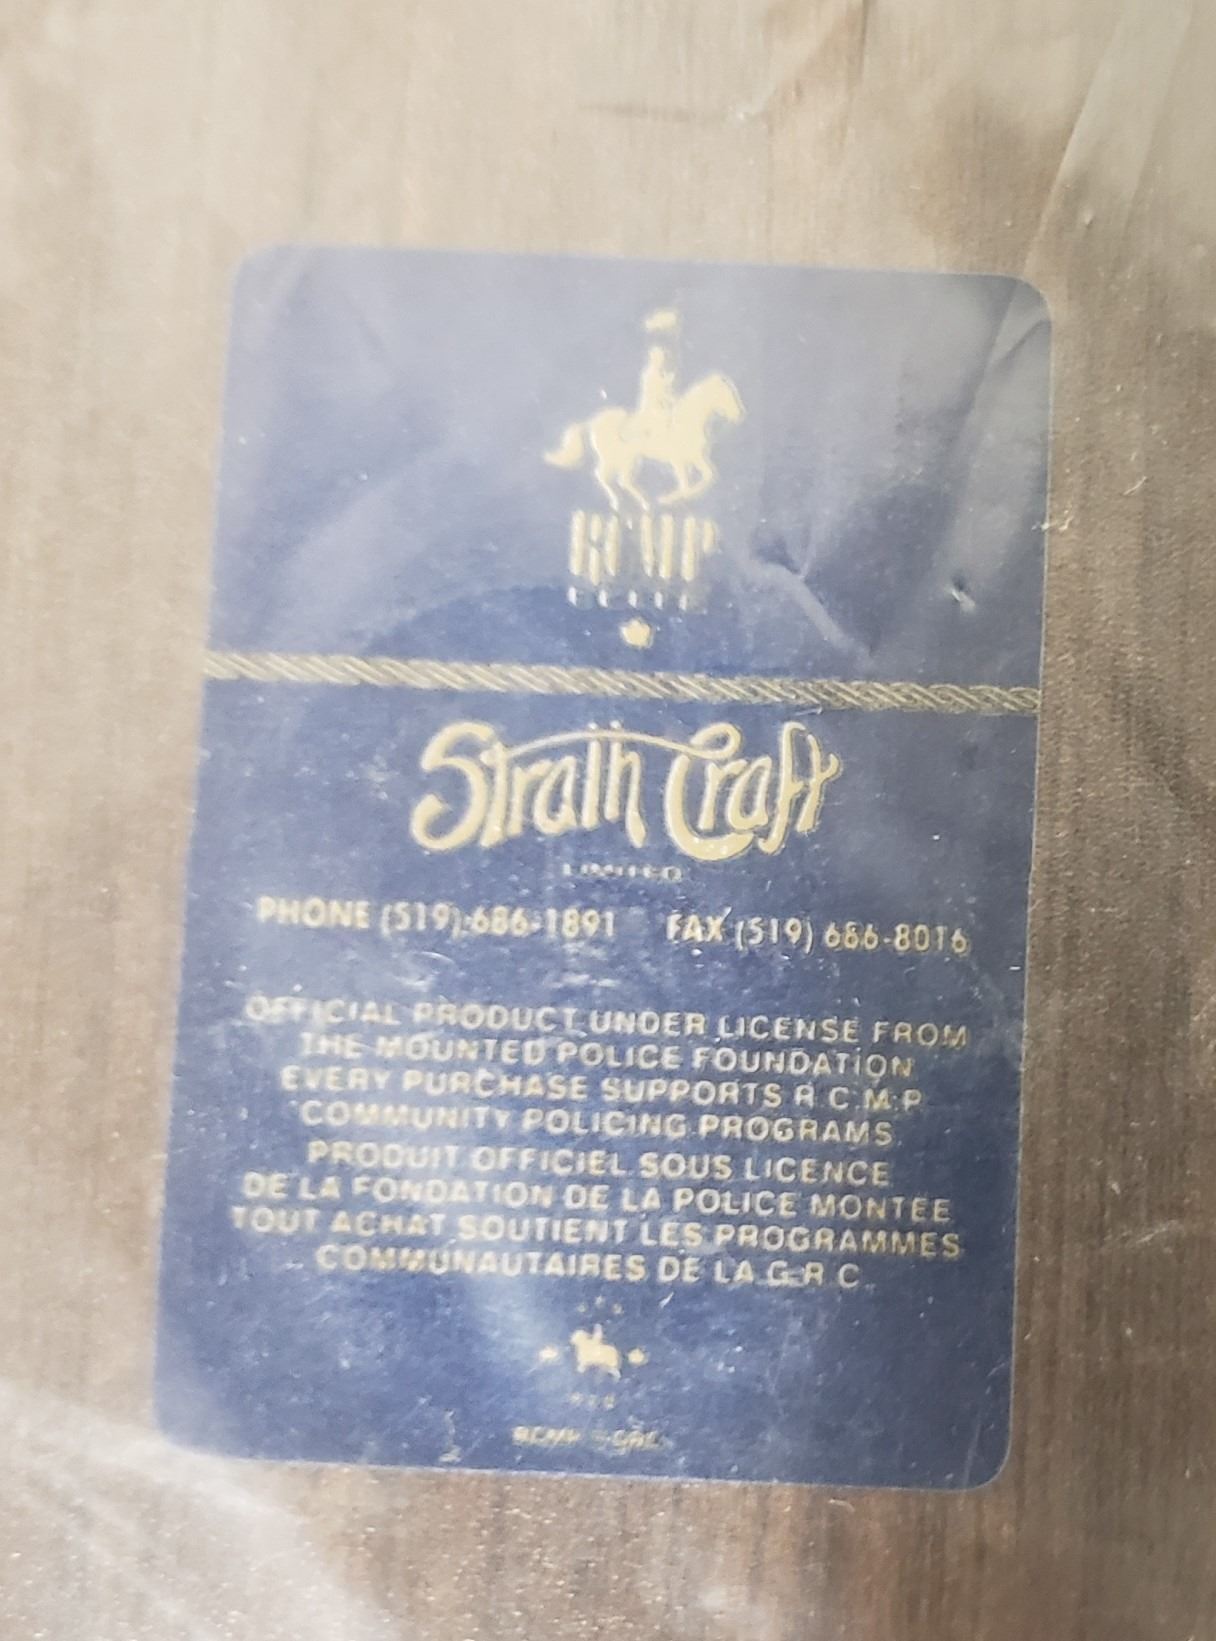 RCMP
Strath Craft
LIMITED
PHONE (519) 686-1891 FAX (519) 686-8016
OFFICIAL PRODUCT UNDER LICENSE FROM
THE MOUNTED POLICE FOUNDATION
EVERY PURCHASE SUPPORTS R.C.M.P.
COMMUNITY POLICING PROGRAMS
PRODUIT OFFICIEL SOUS LICENCE
DE LA FONDATION DE LA POLICE MONTEE
TOUT ACHAT SOUTIENT LES PROGRAMMES
COMMUNAUTAIRES DE LA G.R.C.
RCMP - GRC